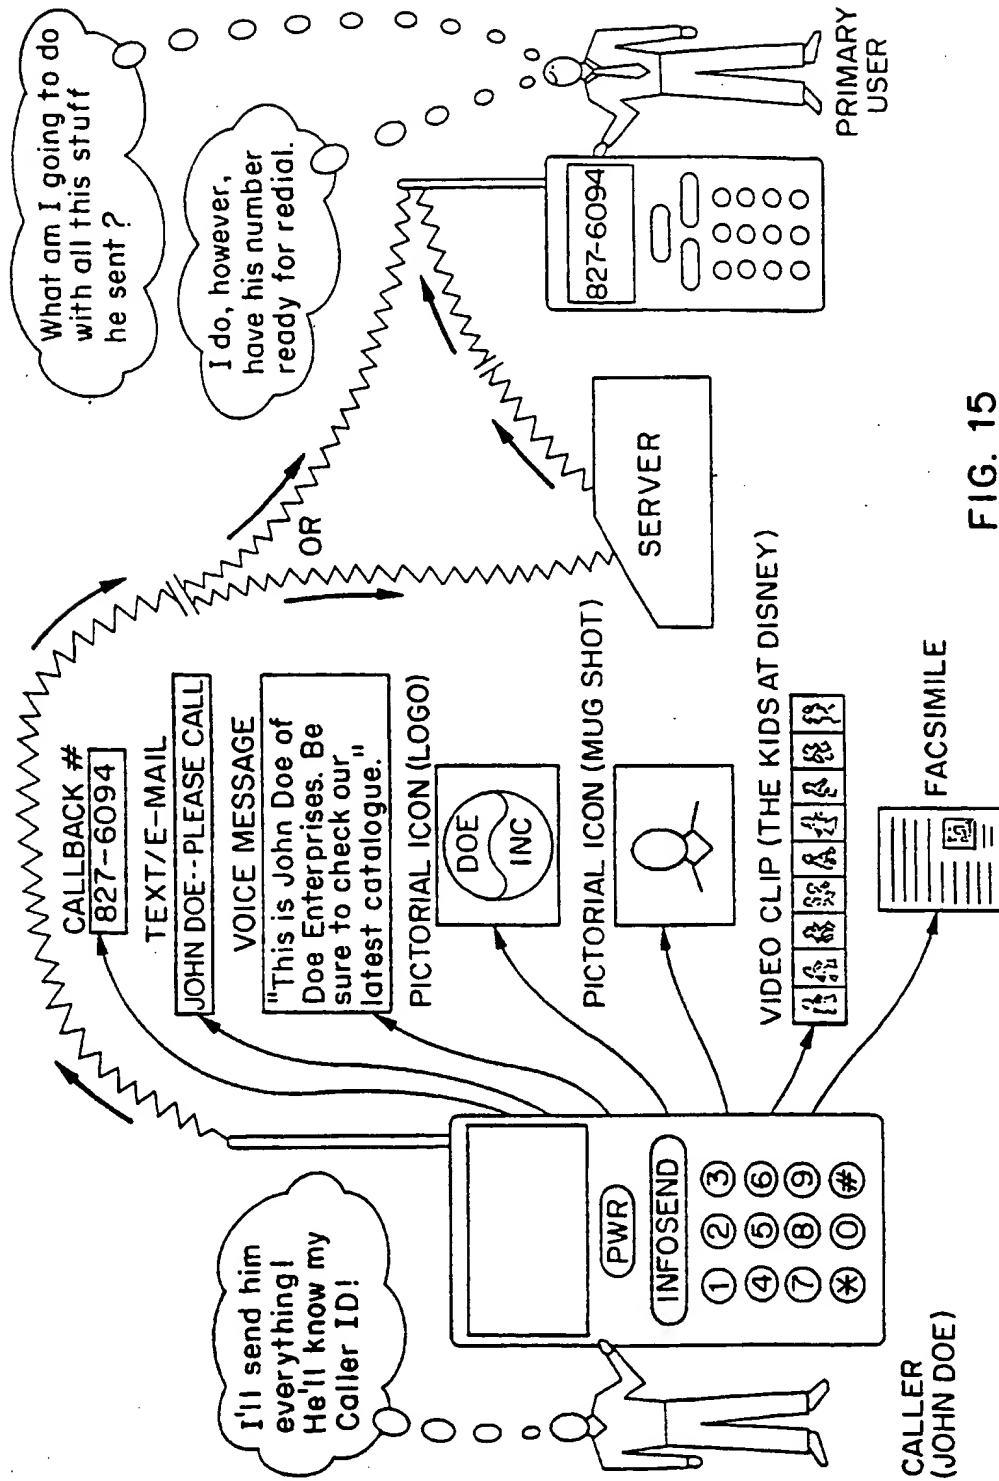 I'll send him
everything!
He'll know my
Caller ID!
CALLER
(JOHN DOE)
PWR
INFOSEND
1 2 3
4 5 6
7 8 9
* 0 #
CALLBACK #
827-6094
TEXT/E-MAIL
JOHN DOE--PLEASE CALL
VOICE MESSAGE
"This is John Doe of
Doe Enterprises. Be
sure to check our
latest catalogue."
PICTORIAL ICON (LOGO)
DOE
INC
PICTORIAL ICON (MUG SHOT)
VIDEO CLIP (THE KIDS AT DISNEY)
FACSIMILE
OR
SERVER
What am I going to do
with all this stuff
he sent?
I do, however,
have his number
ready for redial.
827-6094
PRIMARY
USER
FIG. 15